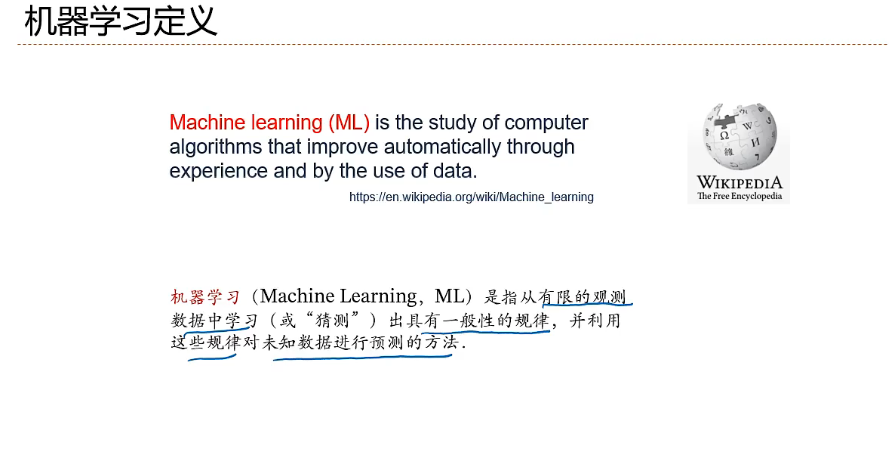 机器学习定义
Machine learning (ML) is the study of computer
algorithms that improve automatically through
experience and by the use of data.
https://en.wikipedia.org/wiki/Machine_learning
WIKIPEDIA
The Free Encyclopedia
机器学习（Machine Learning，ML）是指从有限的观测
数据中学习（或“猜测”）出具有一般性的规律，并利用
这些规律对未知数据进行预测的方法．